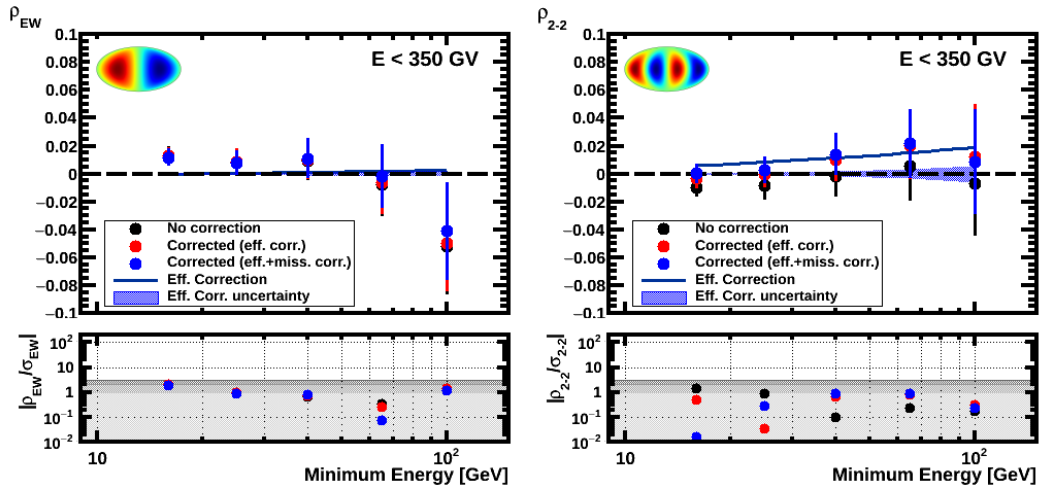 ρEW
0.1
0.08
0.06
0.04
0.02
0
−0.02
−0.04
−0.06
−0.08
−0.1
E < 350 GV
No correction
Corrected (eff. corr.)
Corrected (eff.+miss. corr.)
Eff. Correction
Eff. Corr. uncertainty
|ρEW/σEW|
10²
10
1
10⁻¹
10⁻²
10
10²
Minimum Energy [GeV]
ρ2-2
0.1
0.08
0.06
0.04
0.02
0
−0.02
−0.04
−0.06
−0.08
−0.1
E < 350 GV
No correction
Corrected (eff. corr.)
Corrected (eff.+miss. corr.)
Eff. Correction
Eff. Corr. uncertainty
|ρ2-2/σ2-2|
10²
10
1
10⁻¹
10⁻²
10
10²
Minimum Energy [GeV]